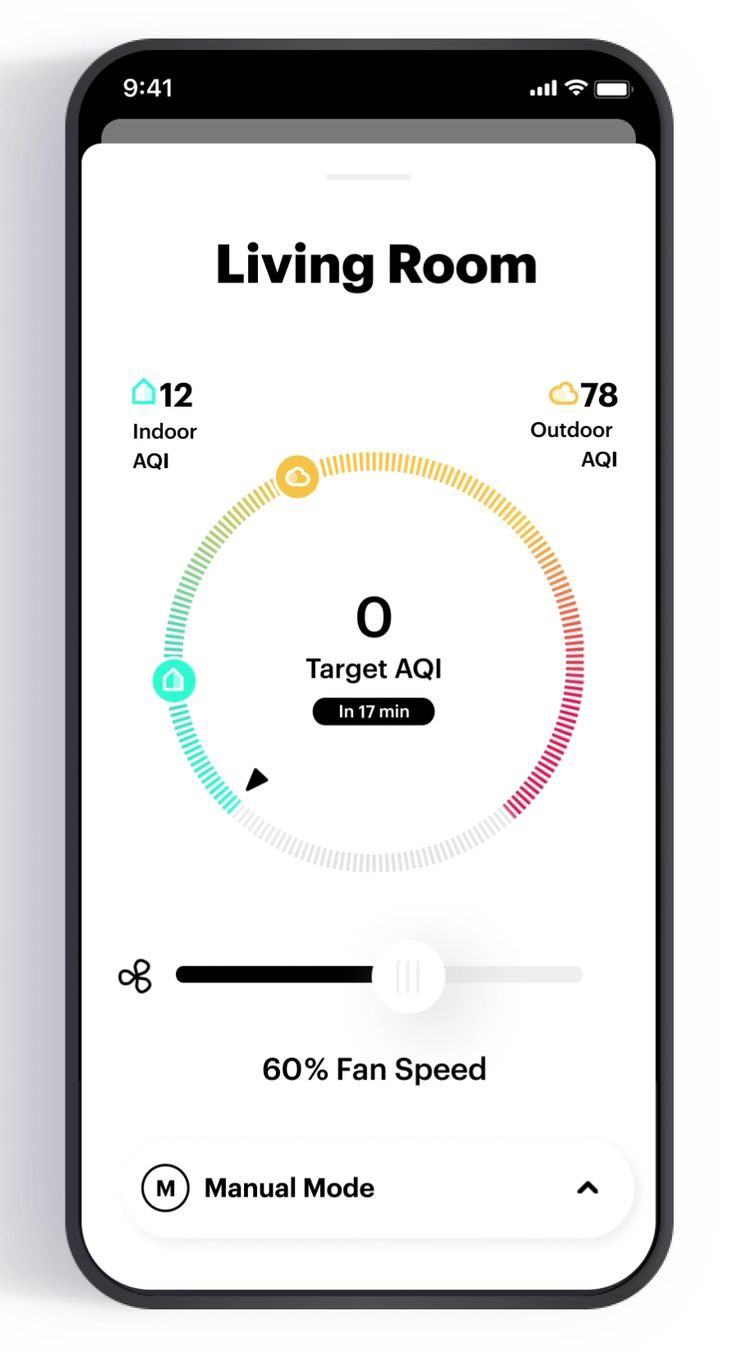 9:41
Living Room
12
Indoor
AQI
78
Outdoor
AQI
0
Target AQI
In 17 min
60% Fan Speed
M Manual Mode